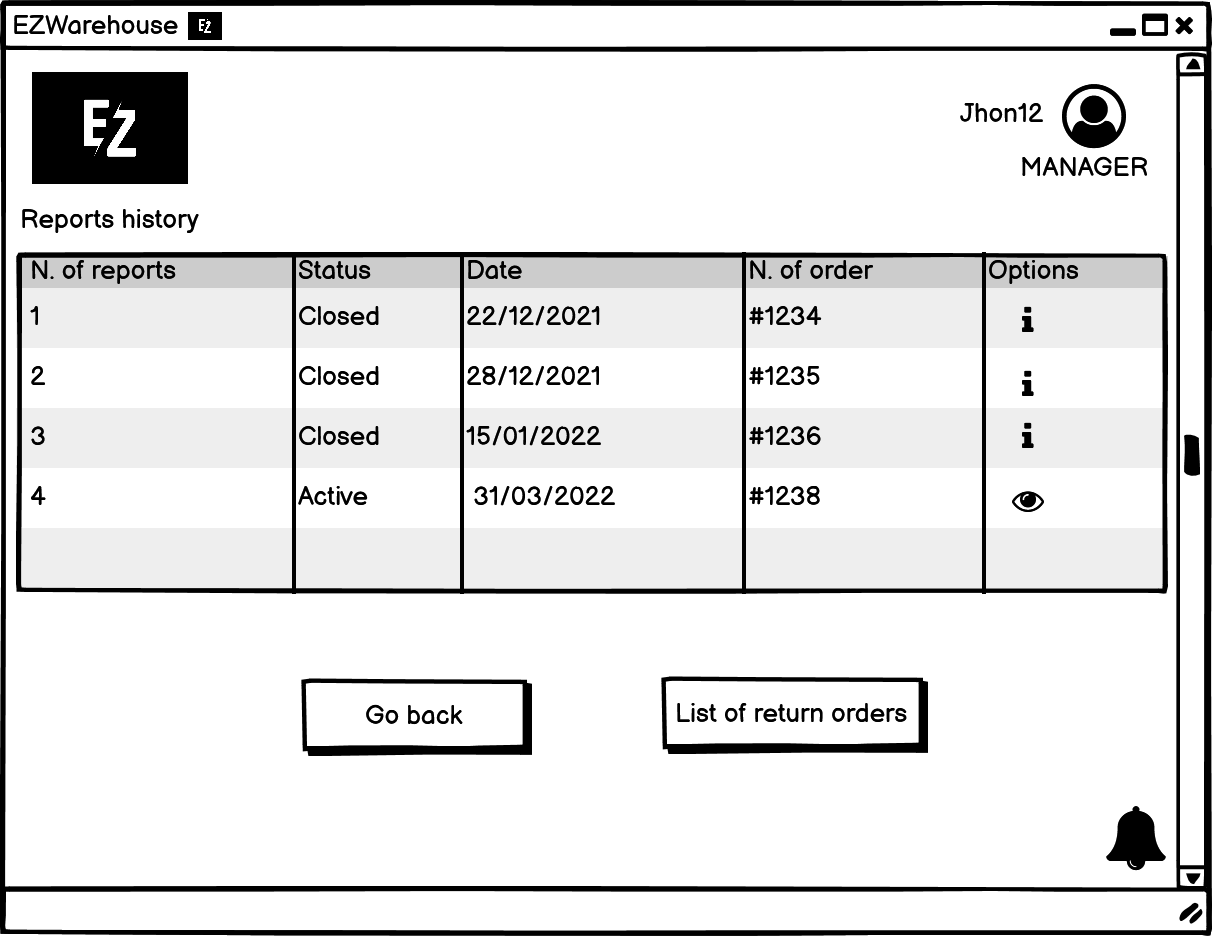 EZWarehouse EZ
EZ
Jhon12
MANAGER
Reports history
N. of reports Status Date N. of order Options
1 Closed 22/12/2021 #1234
2 Closed 28/12/2021 #1235
3 Closed 15/01/2022 #1236
4 Active 31/03/2022 #1238
Go back List of return orders